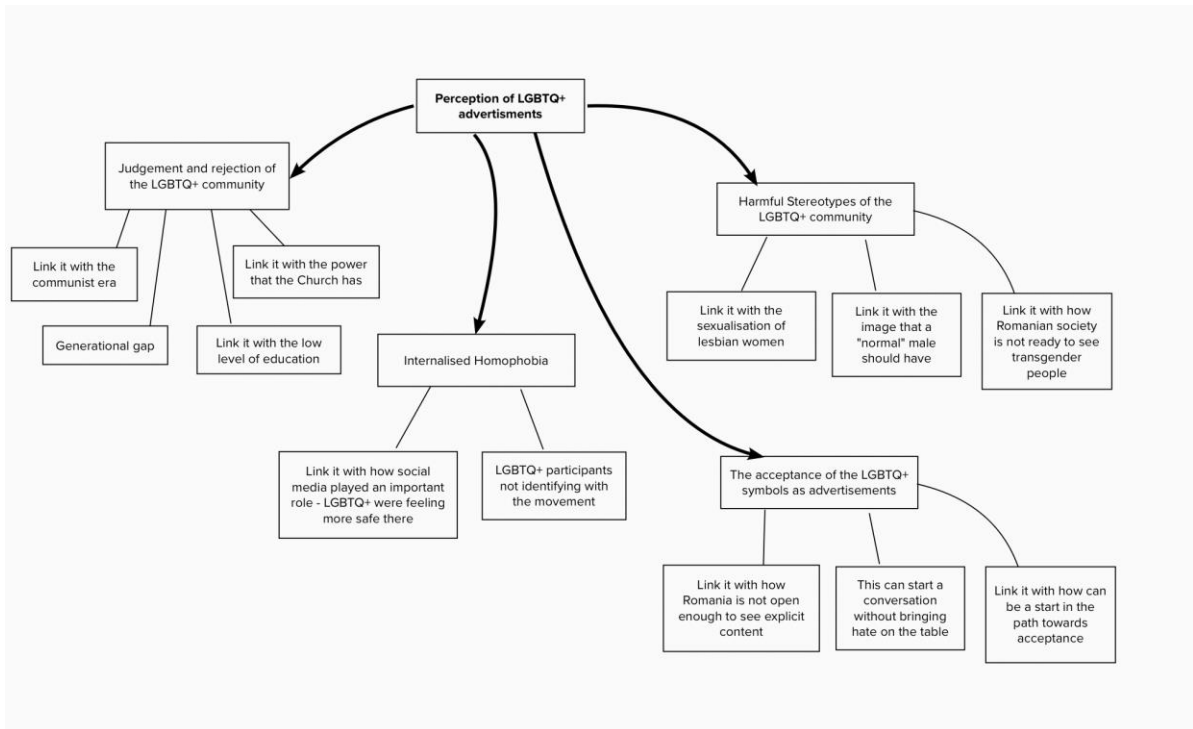 Perception of LGBTQ+
advertisments
Judgement and rejection of
the LGBTQ+ community
Link it with the
communist era
Generational gap
Link it with the low
level of education
Link it with the power
that the Church has
Internalised Homophobia
Link it with how social
media played an important
role - LGBTQ+ were feeling
more safe there
LGBTQ+ participants
not identifying with
the movement
Harmful Stereotypes of the
LGBTQ+ community
Link it with the
sexualisation of
lesbian women
Link it with the
image that a
"normal" male
should have
Link it with how
Romanian society
is not ready to see
transgender
people
The acceptance of the LGBTQ+
symbols as advertisements
Link it with how
Romania is not open
enough to see explicit
content
This can start a
conversation
without bringing
hate on the table
Link it with how can
be a start in the
path towards
acceptance